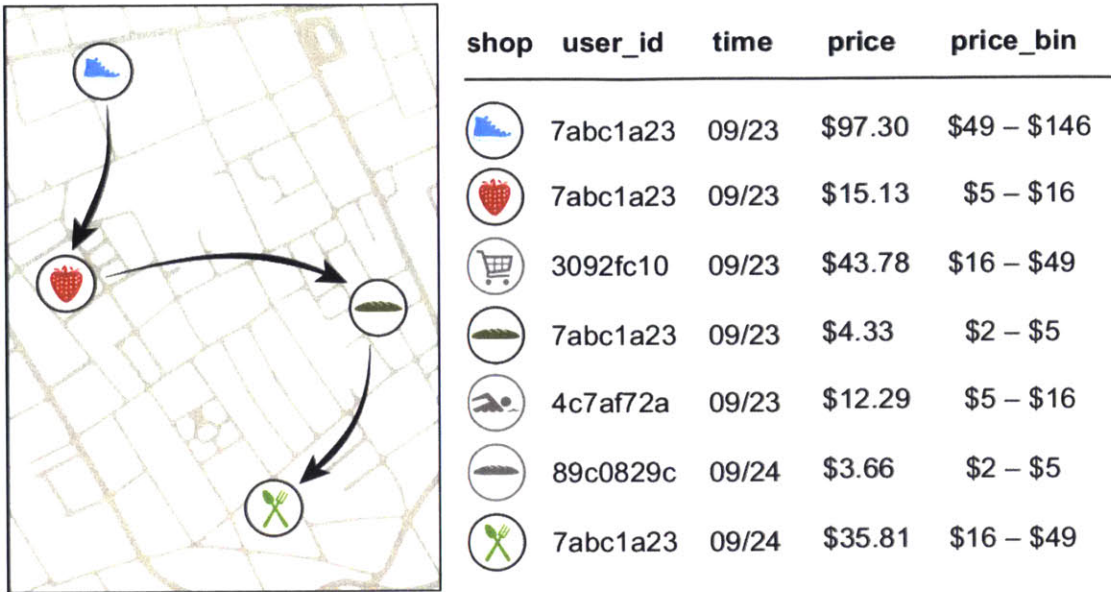 shop user_id time price price_bin
7abc1a23 09/23 $97.30 $49 – $146
7abc1a23 09/23 $15.13 $5 – $16
3092fc10 09/23 $43.78 $16 – $49
7abc1a23 09/23 $4.33 $2 – $5
4c7af72a 09/23 $12.29 $5 – $16
89c0829c 09/24 $3.66 $2 – $5
7abc1a23 09/24 $35.81 $16 – $49